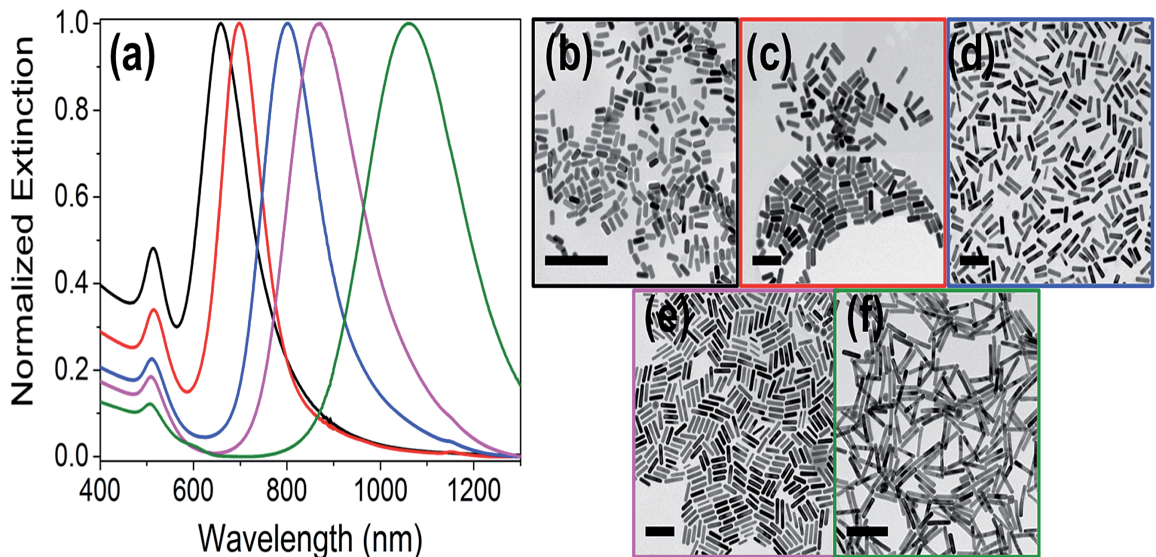 (a)
1.0
0.8
0.6
0.4
0.2
0.0
Normalized Extinction
400 600 800 1000 1200
Wavelength (nm)
(b) (c) (d)
(e) (f)